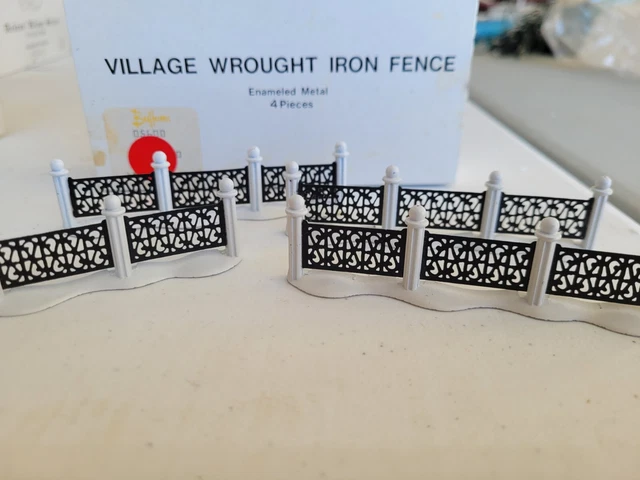 VILLAGE WROUGHT IRON FENCE
Enameled Metal
4 Pieces